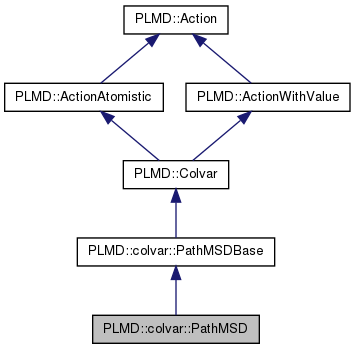 PLMD::Action
PLMD::ActionAtomistic
PLMD::ActionWithValue
PLMD::Colvar
PLMD::colvar::PathMSDBase
PLMD::colvar::PathMSD